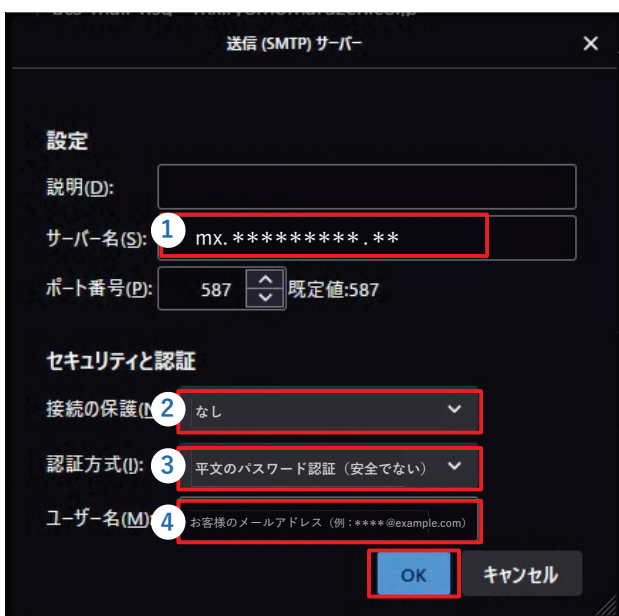 送信 (SMTP) サーバー
設定
説明(D):
サーバー名(S): 1 mx.*********.**
ポート番号(P): 587 既定値:587
セキュリティと認証
接続の保護(N 2 なし
認証方式(I): 3 平文のパスワード認証（安全でない）
ユーザー名(M): 4 お客様のメールアドレス（例：****@example.com）
OK キャンセル